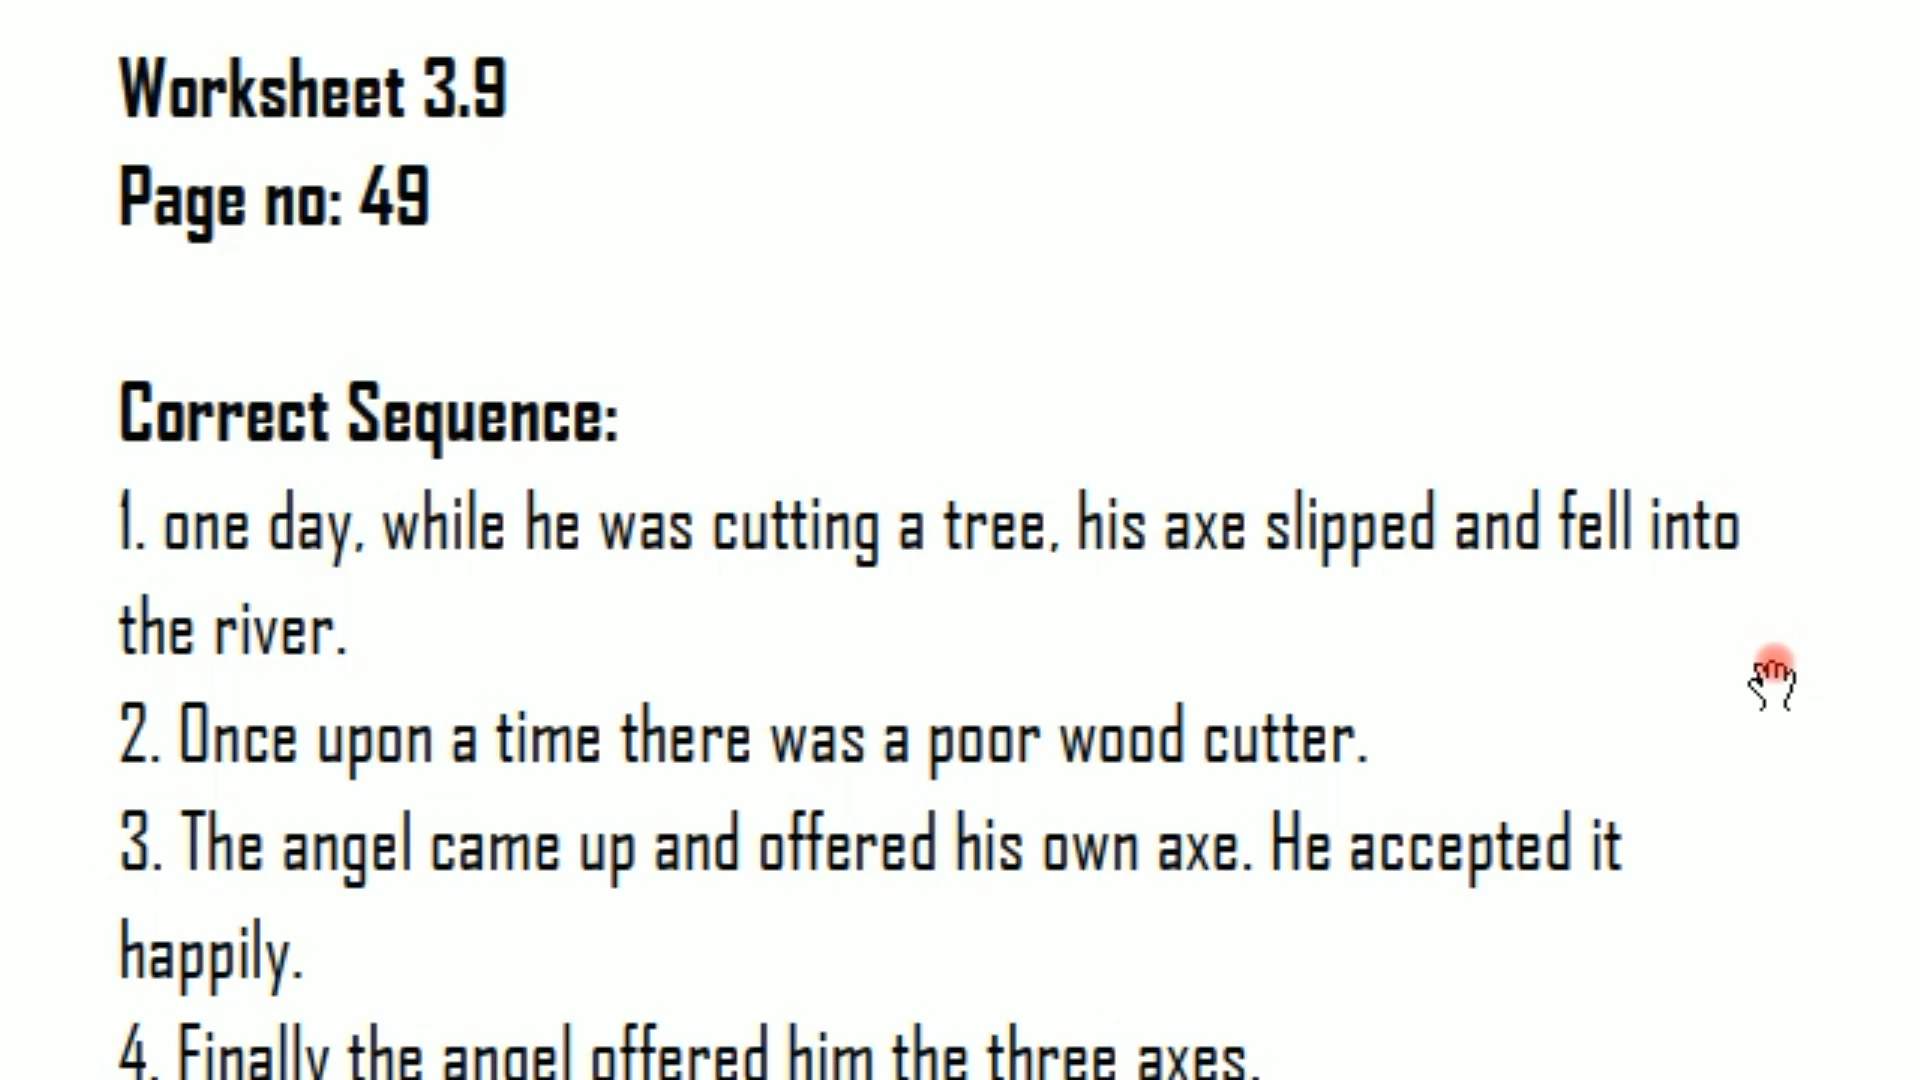 Worksheet 3.9
Page no: 49
Correct Sequence:
1. one day, while he was cutting a tree, his axe slipped and fell into
the river.
2. Once upon a time there was a poor wood cutter.
3. The angel came up and offered his own axe. He accepted it
happily.
4. Finally the angel offered him the three axes.